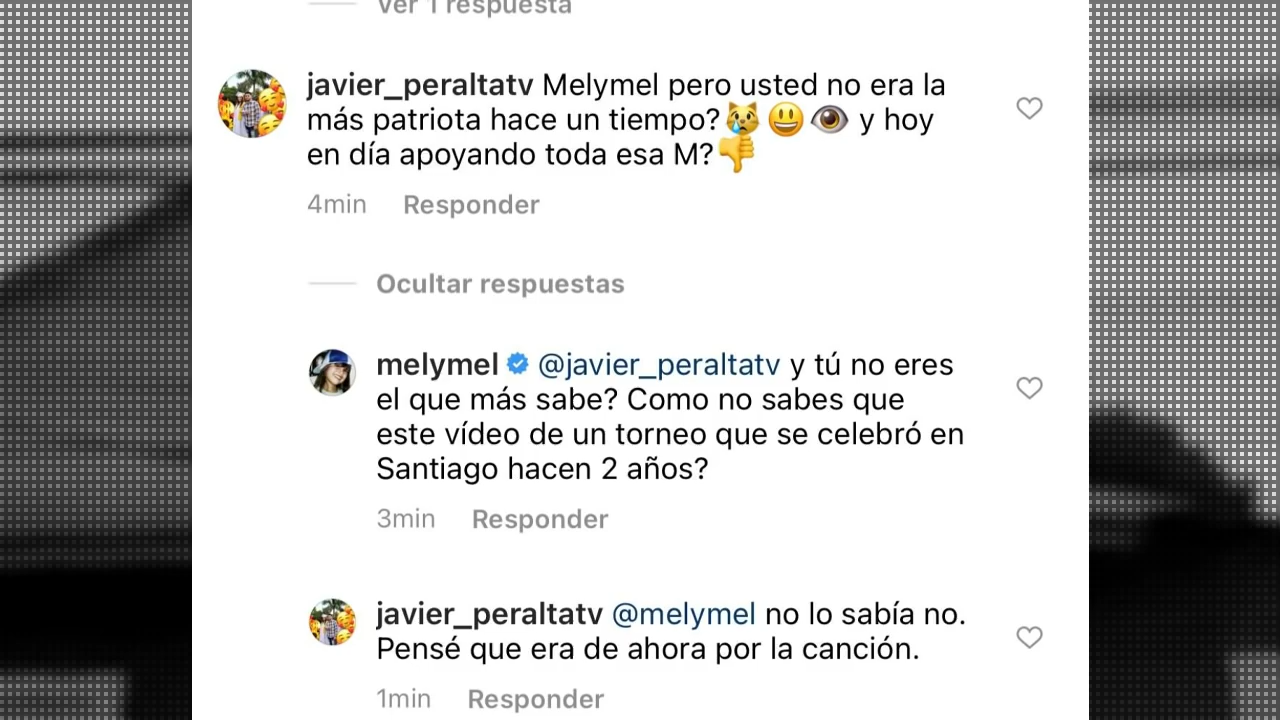 Ver 1 respuesta
javier_peraltatv Melymel pero usted no era la
más patriota hace un tiempo?😿😃👁️ y hoy
en día apoyando toda esa M?👎
4min Responder
Ocultar respuestas
melymel @javier_peraltatv y tú no eres
el que más sabe? Como no sabes que
este vídeo de un torneo que se celebró en
Santiago hacen 2 años?
3min Responder
javier_peraltatv @melymel no lo sabía no.
Pensé que era de ahora por la canción.
1min Responder